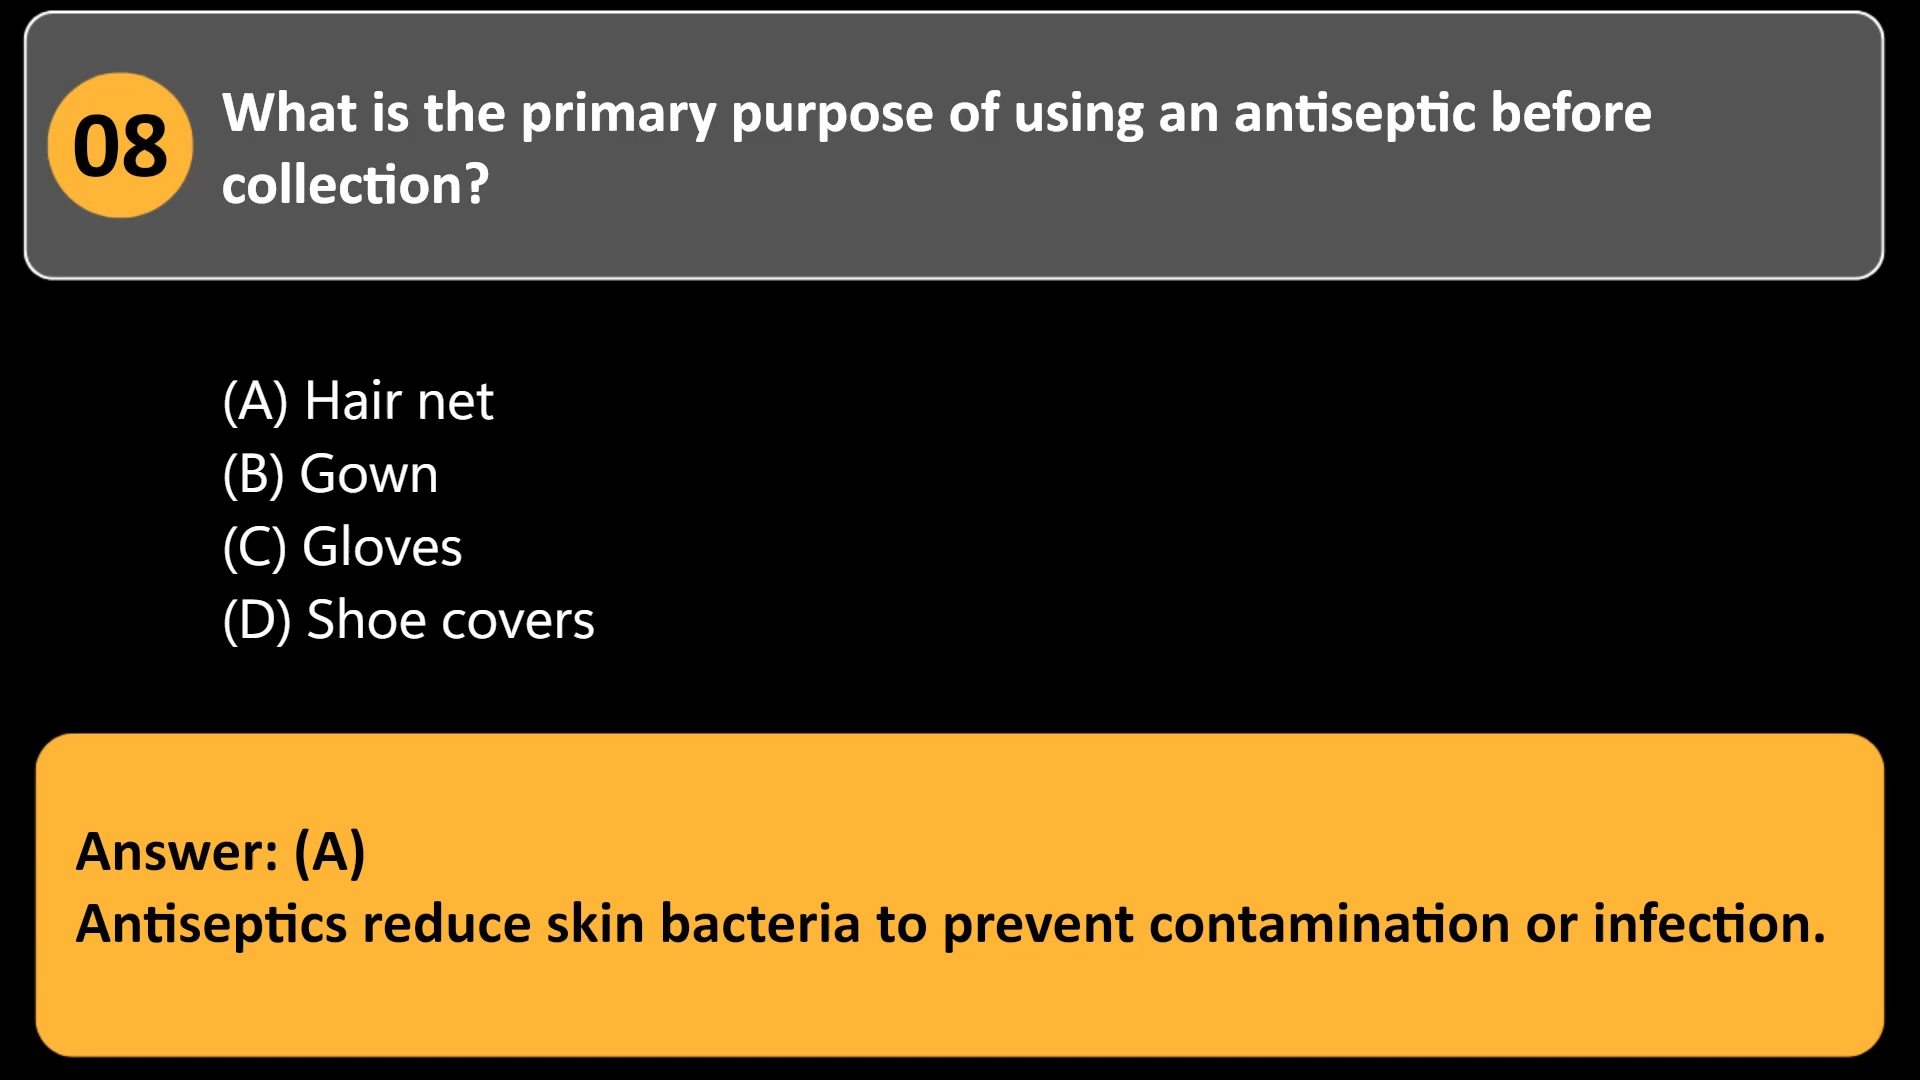 08
What is the primary purpose of using an antiseptic before
collection?
(A) Hair net
(B) Gown
(C) Gloves
(D) Shoe covers
Answer: (A)
Antiseptics reduce skin bacteria to prevent contamination or infection.